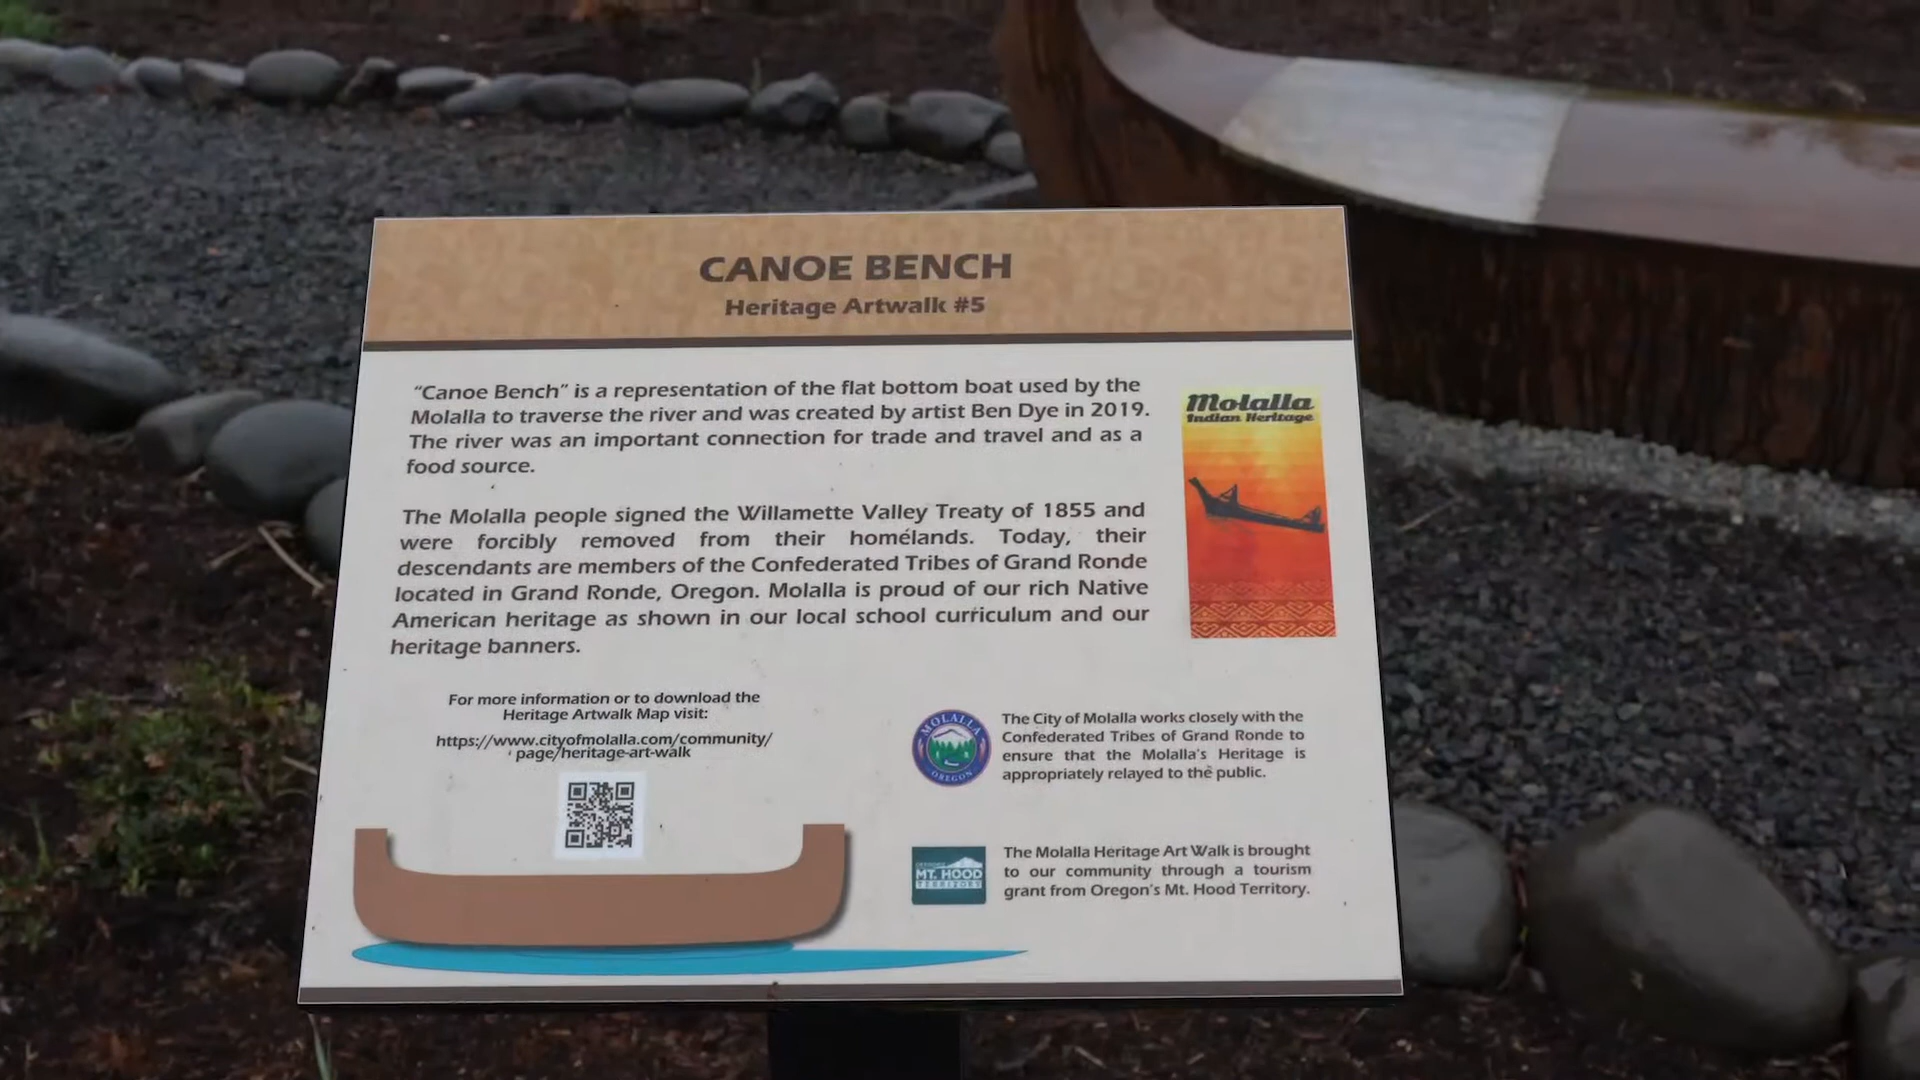 CANOE BENCH
Heritage Artwalk #5
“Canoe Bench” is a representation of the flat bottom boat used by the
Molalla to traverse the river and was created by artist Ben Dye in 2019.
The river was an important connection for trade and travel and as a
food source.
Molalla
Indian Heritage
The Molalla people signed the Willamette Valley Treaty of 1855 and
were forcibly removed from their homelands. Today, their
descendants are members of the Confederated Tribes of Grand Ronde
located in Grand Ronde, Oregon. Molalla is proud of our rich Native
American heritage as shown in our local school curriculum and our
heritage banners.
For more information or to download the
Heritage Artwalk Map visit:
https://www.cityofmolalla.com/community/
page/heritage-art-walk
MOLALLA
OREGON
The City of Molalla works closely with the
Confederated Tribes of Grand Ronde to
ensure that the Molalla's Heritage is
appropriately relayed to the public.
MT. HOOD
TERRITORY
The Molalla Heritage Art Walk is brought
to our community through a tourism
grant from Oregon's Mt. Hood Territory.